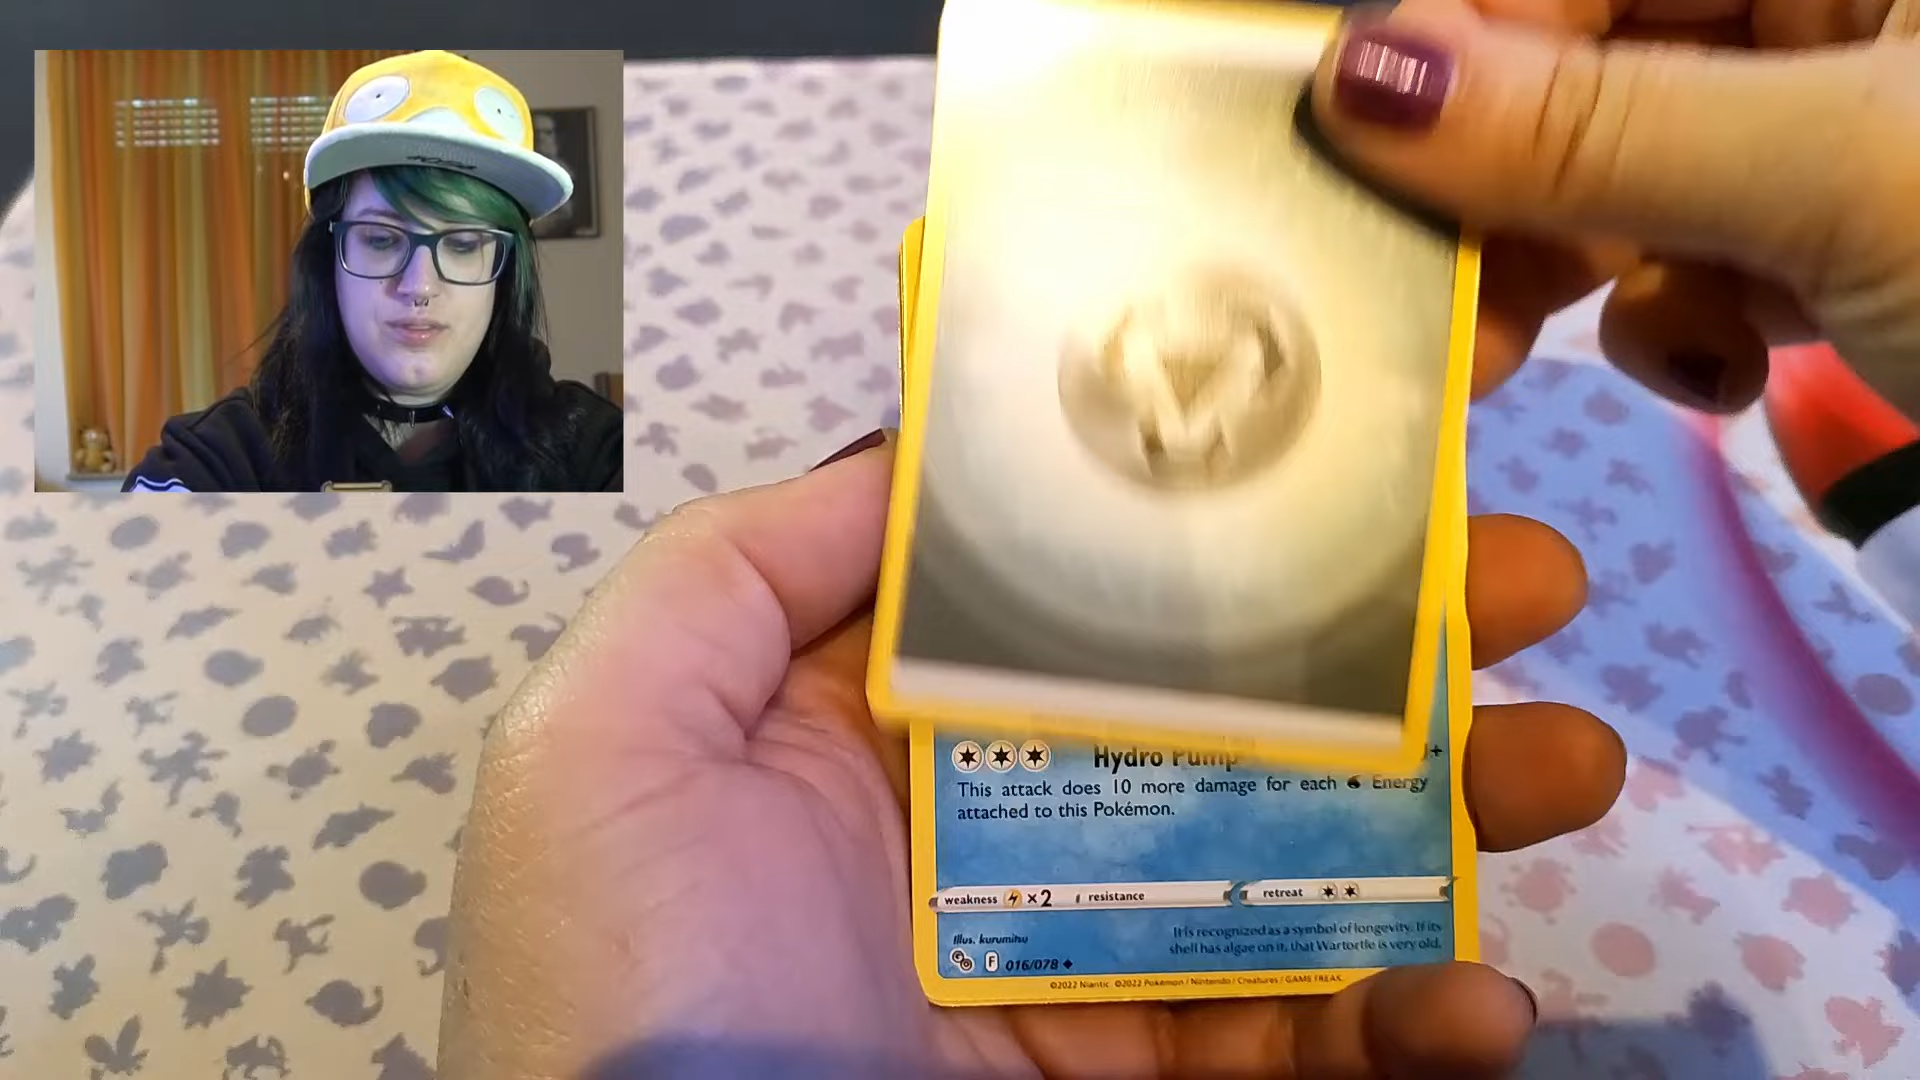 Hydro Pump
This attack does 10 more damage for each Energy
attached to this Pokémon.
weakness ×2 resistance retreat
Illus. kurumitsu
It is recognized as a symbol of longevity. If its
shell has algae on it, that Wartortle is very old.
F 016/078
©2022 Niantic ©2022 Pokémon / Nintendo / Creatures / GAME FREAK